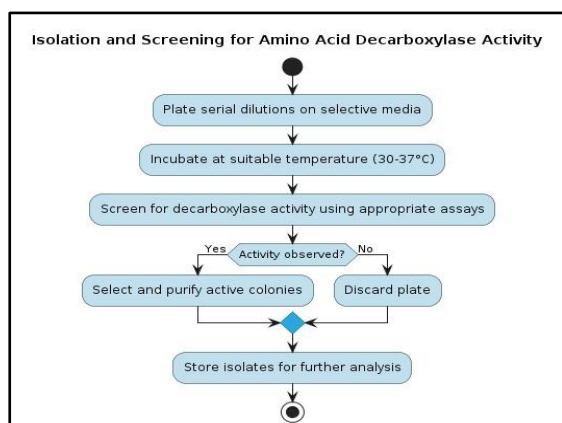 Isolation and Screening for Amino Acid Decarboxylase Activity
Plate serial dilutions on selective media
Incubate at suitable temperature (30-37°C)
Screen for decarboxylase activity using appropriate assays
Yes
Activity observed?
No
Select and purify active colonies
Discard plate
Store isolates for further analysis